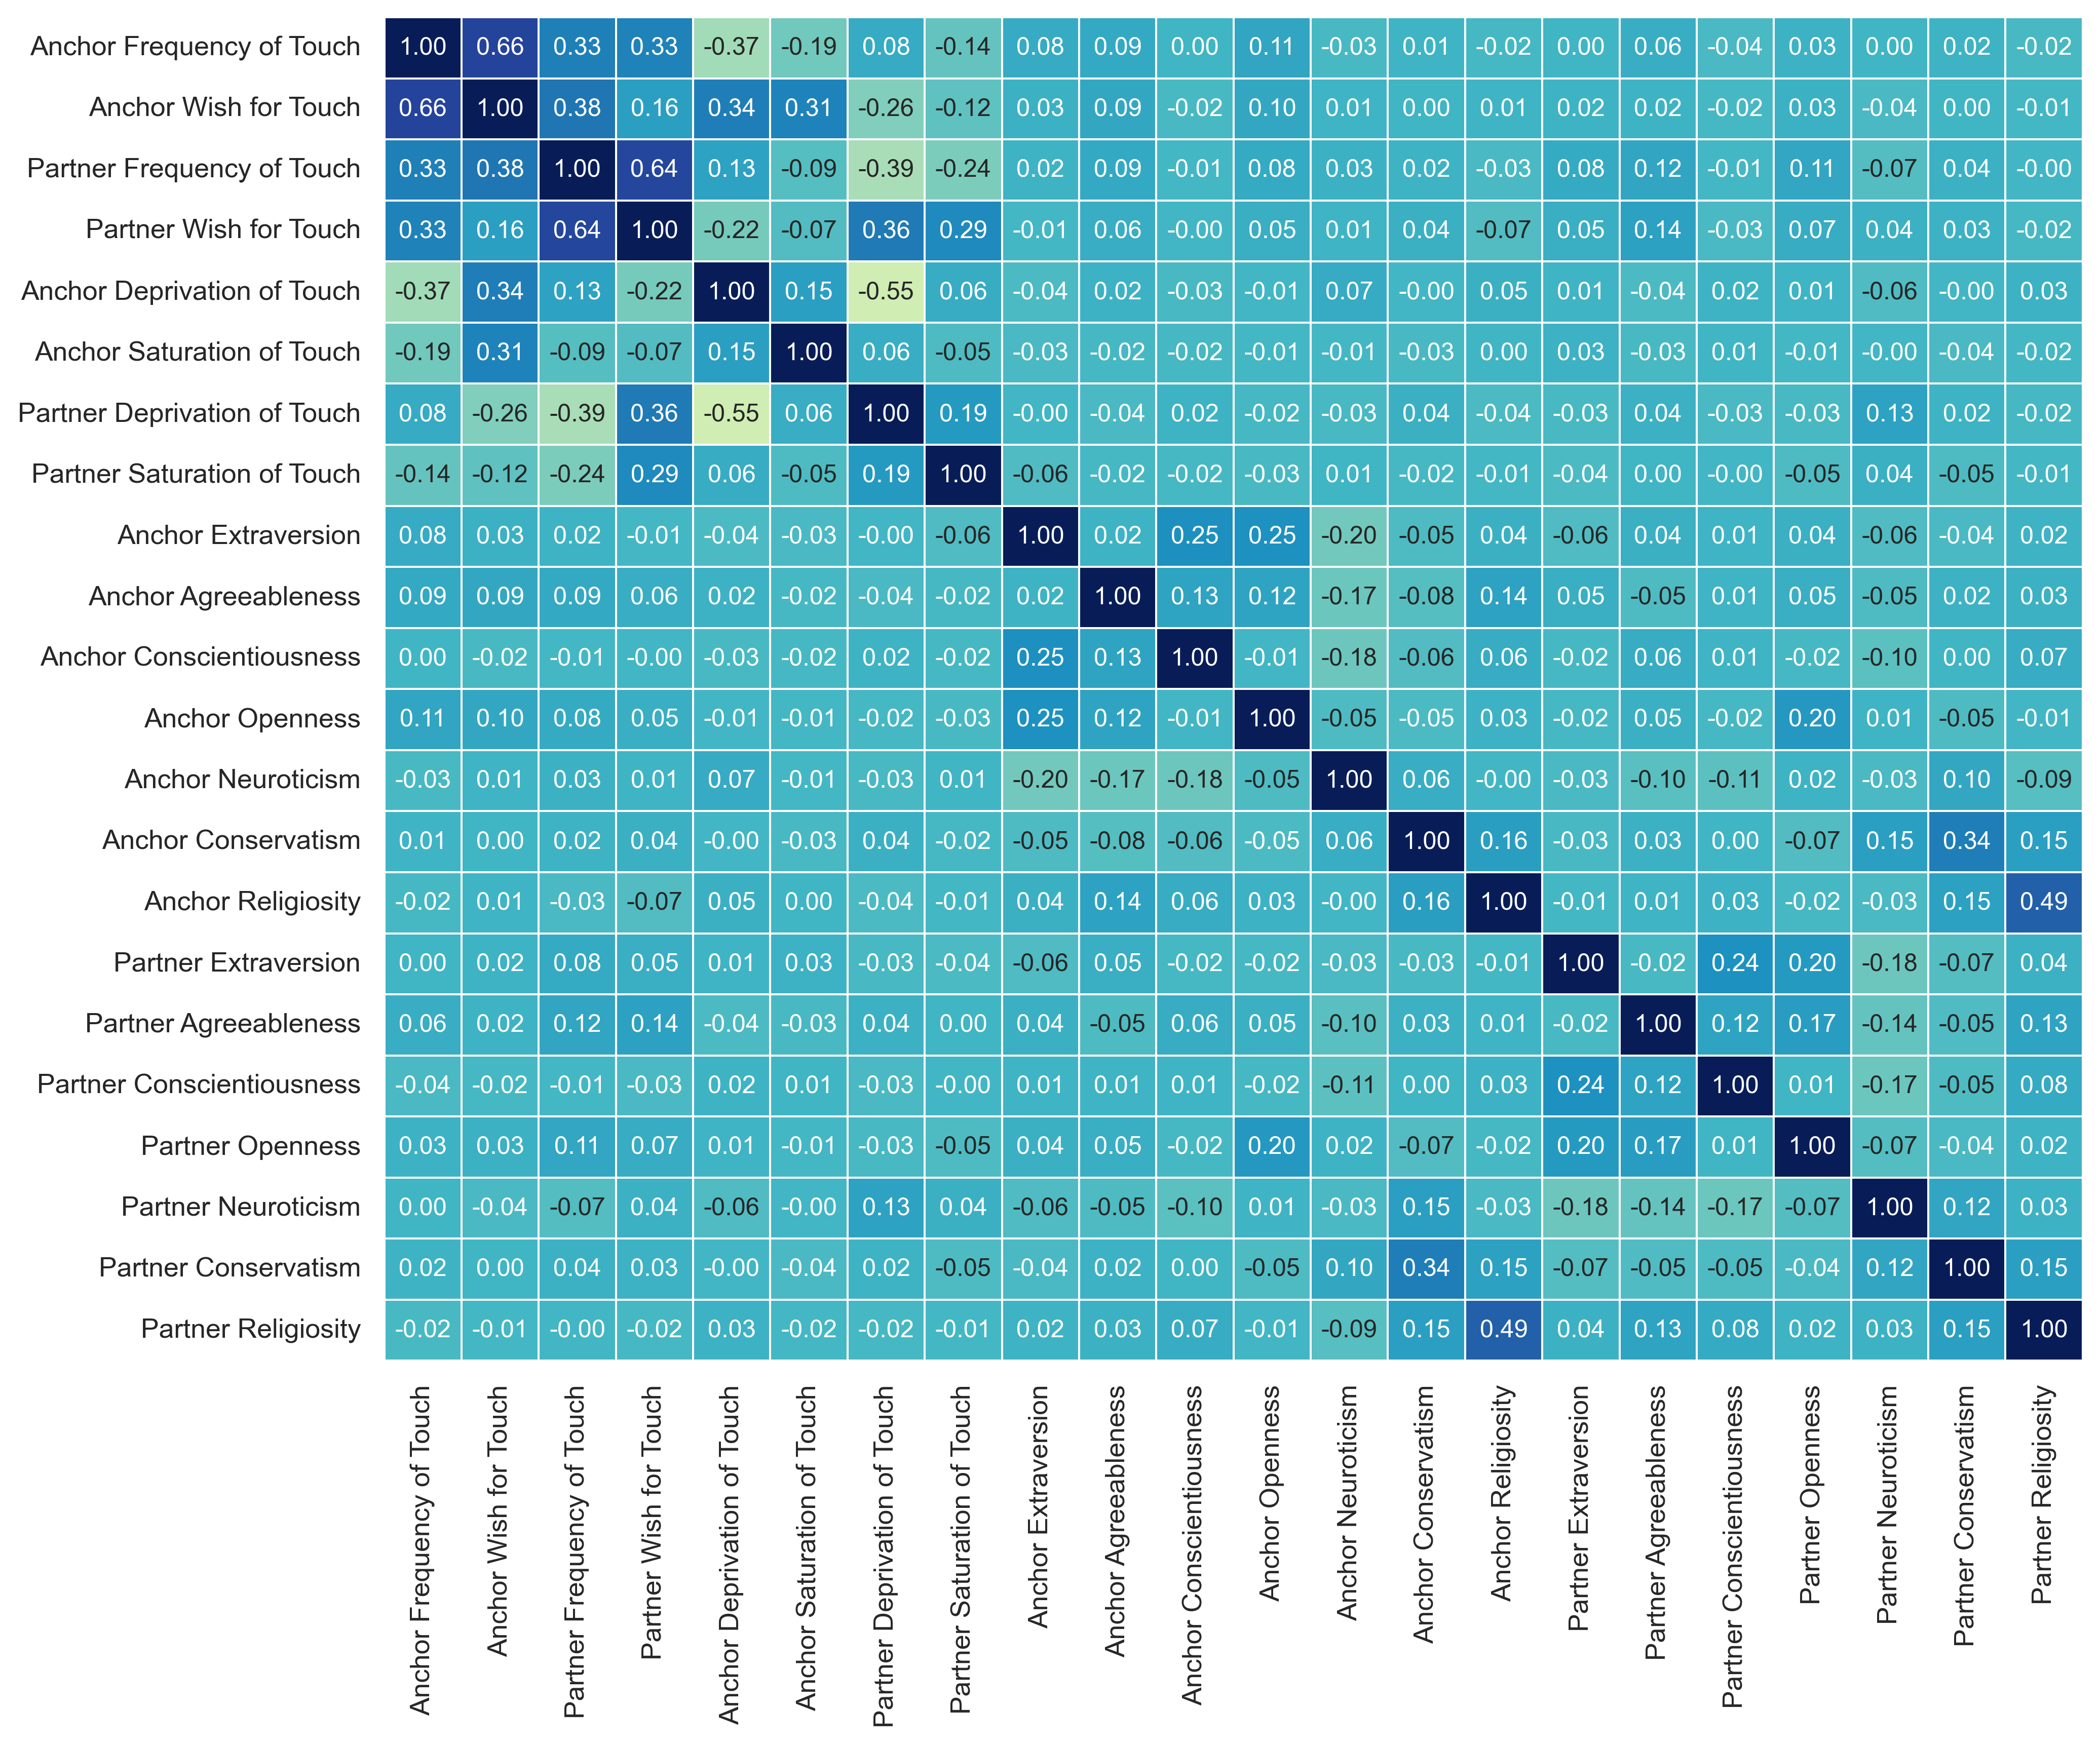 Anchor Frequency of Touch 1.00 0.66 0.33 0.33 -0.37 -0.19 0.08 -0.14 0.08 0.09 0.00 0.11 -0.03 0.01 -0.02 0.00 0.06 -0.04 0.03 0.00 0.02 -0.02
Anchor Wish for Touch 0.66 1.00 0.38 0.16 0.34 0.31 -0.26 -0.12 0.03 0.09 -0.02 0.10 0.01 0.00 0.01 0.02 0.02 -0.02 0.03 -0.04 0.00 -0.01
Partner Frequency of Touch 0.33 0.38 1.00 0.64 0.13 -0.09 -0.39 -0.24 0.02 0.09 -0.01 0.08 0.03 0.02 -0.03 0.08 0.12 -0.01 0.11 -0.07 0.04 -0.00
Partner Wish for Touch 0.33 0.16 0.64 1.00 -0.22 -0.07 0.36 0.29 -0.01 0.06 -0.00 0.05 0.01 0.04 -0.07 0.05 0.14 -0.03 0.07 0.04 0.03 -0.02
Anchor Deprivation of Touch -0.37 0.34 0.13 -0.22 1.00 0.15 -0.55 0.06 -0.04 0.02 -0.03 -0.01 0.07 -0.00 0.05 0.01 -0.04 0.02 0.01 -0.06 -0.00 0.03
Anchor Saturation of Touch -0.19 0.31 -0.09 -0.07 0.15 1.00 0.06 -0.05 -0.03 -0.02 -0.02 -0.01 -0.01 -0.03 0.00 0.03 -0.03 0.01 -0.01 -0.00 -0.04 -0.02
Partner Deprivation of Touch 0.08 -0.26 -0.39 0.36 -0.55 0.06 1.00 0.19 -0.00 -0.04 0.02 -0.02 -0.03 0.04 -0.04 -0.03 0.04 -0.03 -0.03 0.13 0.02 -0.02
Partner Saturation of Touch -0.14 -0.12 -0.24 0.29 0.06 -0.05 0.19 1.00 -0.06 -0.02 -0.02 -0.03 0.01 -0.02 -0.01 -0.04 0.00 -0.00 -0.05 0.04 -0.05 -0.01
Anchor Extraversion 0.08 0.03 0.02 -0.01 -0.04 -0.03 -0.00 -0.06 1.00 0.02 0.25 0.25 -0.20 -0.05 0.04 -0.06 0.04 0.01 0.04 -0.06 -0.04 0.02
Anchor Agreeableness 0.09 0.09 0.09 0.06 0.02 -0.02 -0.04 -0.02 0.02 1.00 0.13 0.12 -0.17 -0.08 0.14 0.05 -0.05 0.01 0.05 -0.05 0.02 0.03
Anchor Conscientiousness 0.00 -0.02 -0.01 -0.00 -0.03 -0.02 0.02 -0.02 0.25 0.13 1.00 -0.01 -0.18 -0.06 0.06 -0.02 0.06 0.01 -0.02 -0.10 0.00 0.07
Anchor Openness 0.11 0.10 0.08 0.05 -0.01 -0.01 -0.02 -0.03 0.25 0.12 -0.01 1.00 -0.05 -0.05 0.03 -0.02 0.05 -0.02 0.20 0.01 -0.05 -0.01
Anchor Neuroticism -0.03 0.01 0.03 0.01 0.07 -0.01 -0.03 0.01 -0.20 -0.17 -0.18 -0.05 1.00 0.06 -0.00 -0.03 -0.10 -0.11 0.02 -0.03 0.10 -0.09
Anchor Conservatism 0.01 0.00 0.02 0.04 -0.00 -0.03 0.04 -0.02 -0.05 -0.08 -0.06 -0.05 0.06 1.00 0.16 -0.03 0.03 0.00 -0.07 0.15 0.34 0.15
Anchor Religiosity -0.02 0.01 -0.03 -0.07 0.05 0.00 -0.04 -0.01 0.04 0.14 0.06 0.03 -0.00 0.16 1.00 -0.01 0.01 0.03 -0.02 -0.03 0.15 0.49
Partner Extraversion 0.00 0.02 0.08 0.05 0.01 0.03 -0.03 -0.04 -0.06 0.05 -0.02 -0.02 -0.03 -0.03 -0.01 1.00 -0.02 0.24 0.20 -0.18 -0.07 0.04
Partner Agreeableness 0.06 0.02 0.12 0.14 -0.04 -0.03 0.04 0.00 0.04 -0.05 0.06 0.05 -0.10 0.03 0.01 -0.02 1.00 0.12 0.17 -0.14 -0.05 0.13
Partner Conscientiousness -0.04 -0.02 -0.01 -0.03 0.02 0.01 -0.03 -0.00 0.01 0.01 0.01 -0.02 -0.11 0.00 0.03 0.24 0.12 1.00 0.01 -0.17 -0.05 0.08
Partner Openness 0.03 0.03 0.11 0.07 0.01 -0.01 -0.03 -0.05 0.04 0.05 -0.02 0.20 0.02 -0.07 -0.02 0.20 0.17 0.01 1.00 -0.07 -0.04 0.02
Partner Neuroticism 0.00 -0.04 -0.07 0.04 -0.06 -0.00 0.13 0.04 -0.06 -0.05 -0.10 0.01 -0.03 0.15 -0.03 -0.18 -0.14 -0.17 -0.07 1.00 0.12 0.03
Partner Conservatism 0.02 0.00 0.04 0.03 -0.00 -0.04 0.02 -0.05 -0.04 0.02 0.00 -0.05 0.10 0.34 0.15 -0.07 -0.05 -0.05 -0.04 0.12 1.00 0.15
Partner Religiosity -0.02 -0.01 -0.00 -0.02 0.03 -0.02 -0.02 -0.01 0.02 0.03 0.07 -0.01 -0.09 0.15 0.49 0.04 0.13 0.08 0.02 0.03 0.15 1.00
Anchor Frequency of Touch
Anchor Wish for Touch
Partner Frequency of Touch
Partner Wish for Touch
Anchor Deprivation of Touch
Anchor Saturation of Touch
Partner Deprivation of Touch
Partner Saturation of Touch
Anchor Extraversion
Anchor Agreeableness
Anchor Conscientiousness
Anchor Openness
Anchor Neuroticism
Anchor Conservatism
Anchor Religiosity
Partner Extraversion
Partner Agreeableness
Partner Conscientiousness
Partner Openness
Partner Neuroticism
Partner Conservatism
Partner Religiosity